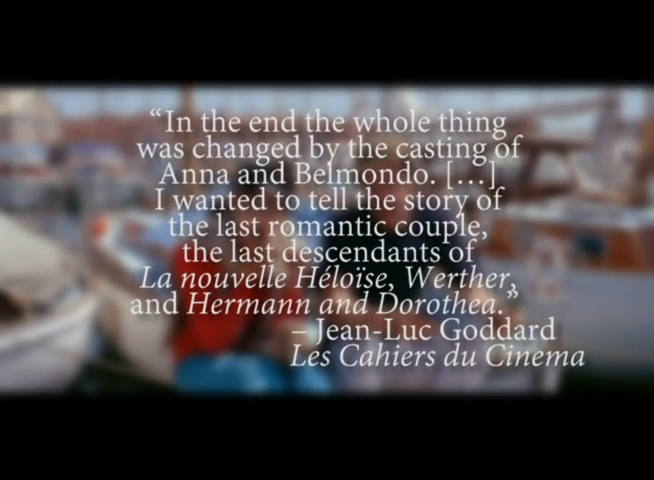 “In the end the whole thing
was changed by the casting of
Anna and Belmondo. […]
I wanted to tell the story of
the last romantic couple,
the last descendants of
La nouvelle Héloïse, Werther,
and Hermann and Dorothea.”
– Jean-Luc Goddard
Les Cahiers du Cinema